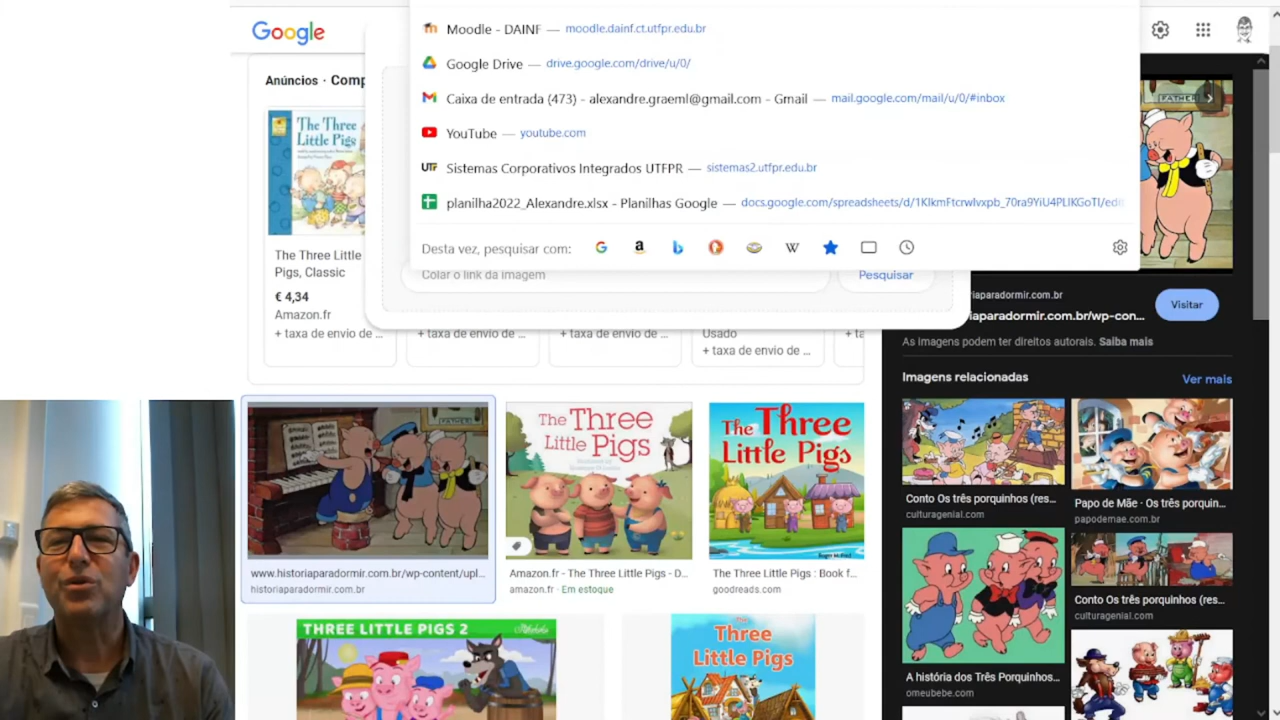 Google
Moodle - DAINF — moodle.dainf.ct.utfpr.edu.br
Google Drive — drive.google.com/drive/u/0/
Caixa de entrada (473) - alexandre.graeml@gmail.com - Gmail — mail.google.com/mail/u/0/#inbox
YouTube — youtube.com
UTF Sistemas Corporativos Integrados UTFPR — sistemas2.utfpr.edu.br
planilha2022_Alexandre.xlsx - Planilhas Google —
Desta vez, pesquisar com:
Colar o link da imagem
Pesquisar
Anúncios · Comp
The Three
Little Pigs
The Three Little
Pigs, Classic
€ 4,34
Amazon.fr
+ taxa de envio de ...
+ taxa de envio de ...
+ taxa de envio de ...
Usado
+ taxa de envio de ...
+ ta
FATHER
iaparadormir.com.br
iaparadormir.com.br/wp-con...
Visitar
As imagens podem ter direitos autorais. Saiba mais
Imagens relacionadas
Ver mais
FATHER
www.historiaparadormir.com.br/wp-content/upl...
historiaparadormir.com.br
The Three
Little Pigs
Amazon.fr - The Three Little Pigs - D...
amazon.fr · Em estoque
The Three
Little Pigs
The Three Little Pigs : Book f...
goodreads.com
Conto Os três porquinhos (res...
culturagenial.com
Papo de Mãe · Os três porquin...
papodemae.com.br
A história dos Três Porquinhos...
omeubebe.com
Conto Os três porquinhos (res...
culturagenial.com
THREE LITTLE PIGS 2
The
Three
Little Pigs